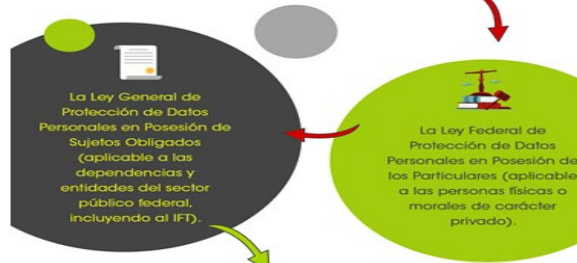 La Ley General de
Protección de Datos
Personales en Posesión de
Sujetos Obligados
(aplicable a las
dependencias y
entidades del sector
público federal,
incluyendo al IFT).
La Ley Federal de
Protección de Datos
Personales en Posesión de
los Particulares (aplicable
a las personas físicas o
morales de carácter
privado).